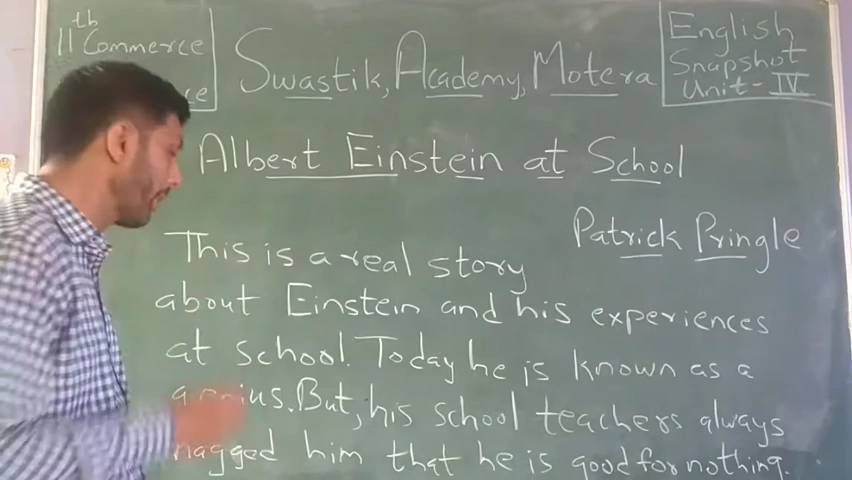 11th Commerce
Swastik, Academy, Motera
English
Snapshot
Unit - IV
Albert Einstein at School
Patrick Pringle
This is a real story
about Einstein and his experiences
at school. Today he is known as a
genius. But, his school teachers always
nagged him that he is good for nothing.